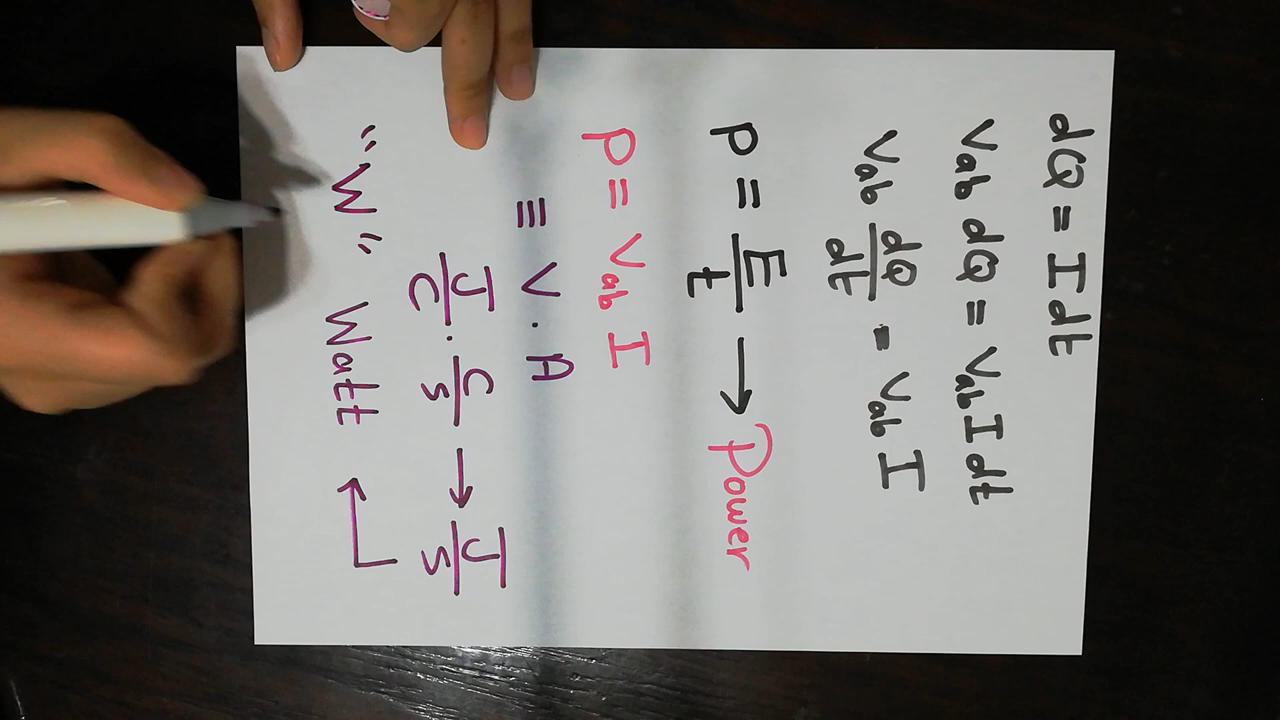 dQ = I dt
Vab dQ = Vab I dt
Vab dQ/dt = Vab I
P = E/t → Power
P = Vab I
≡ V · A
J/C · C/s → J/s
"W" Watt ↵